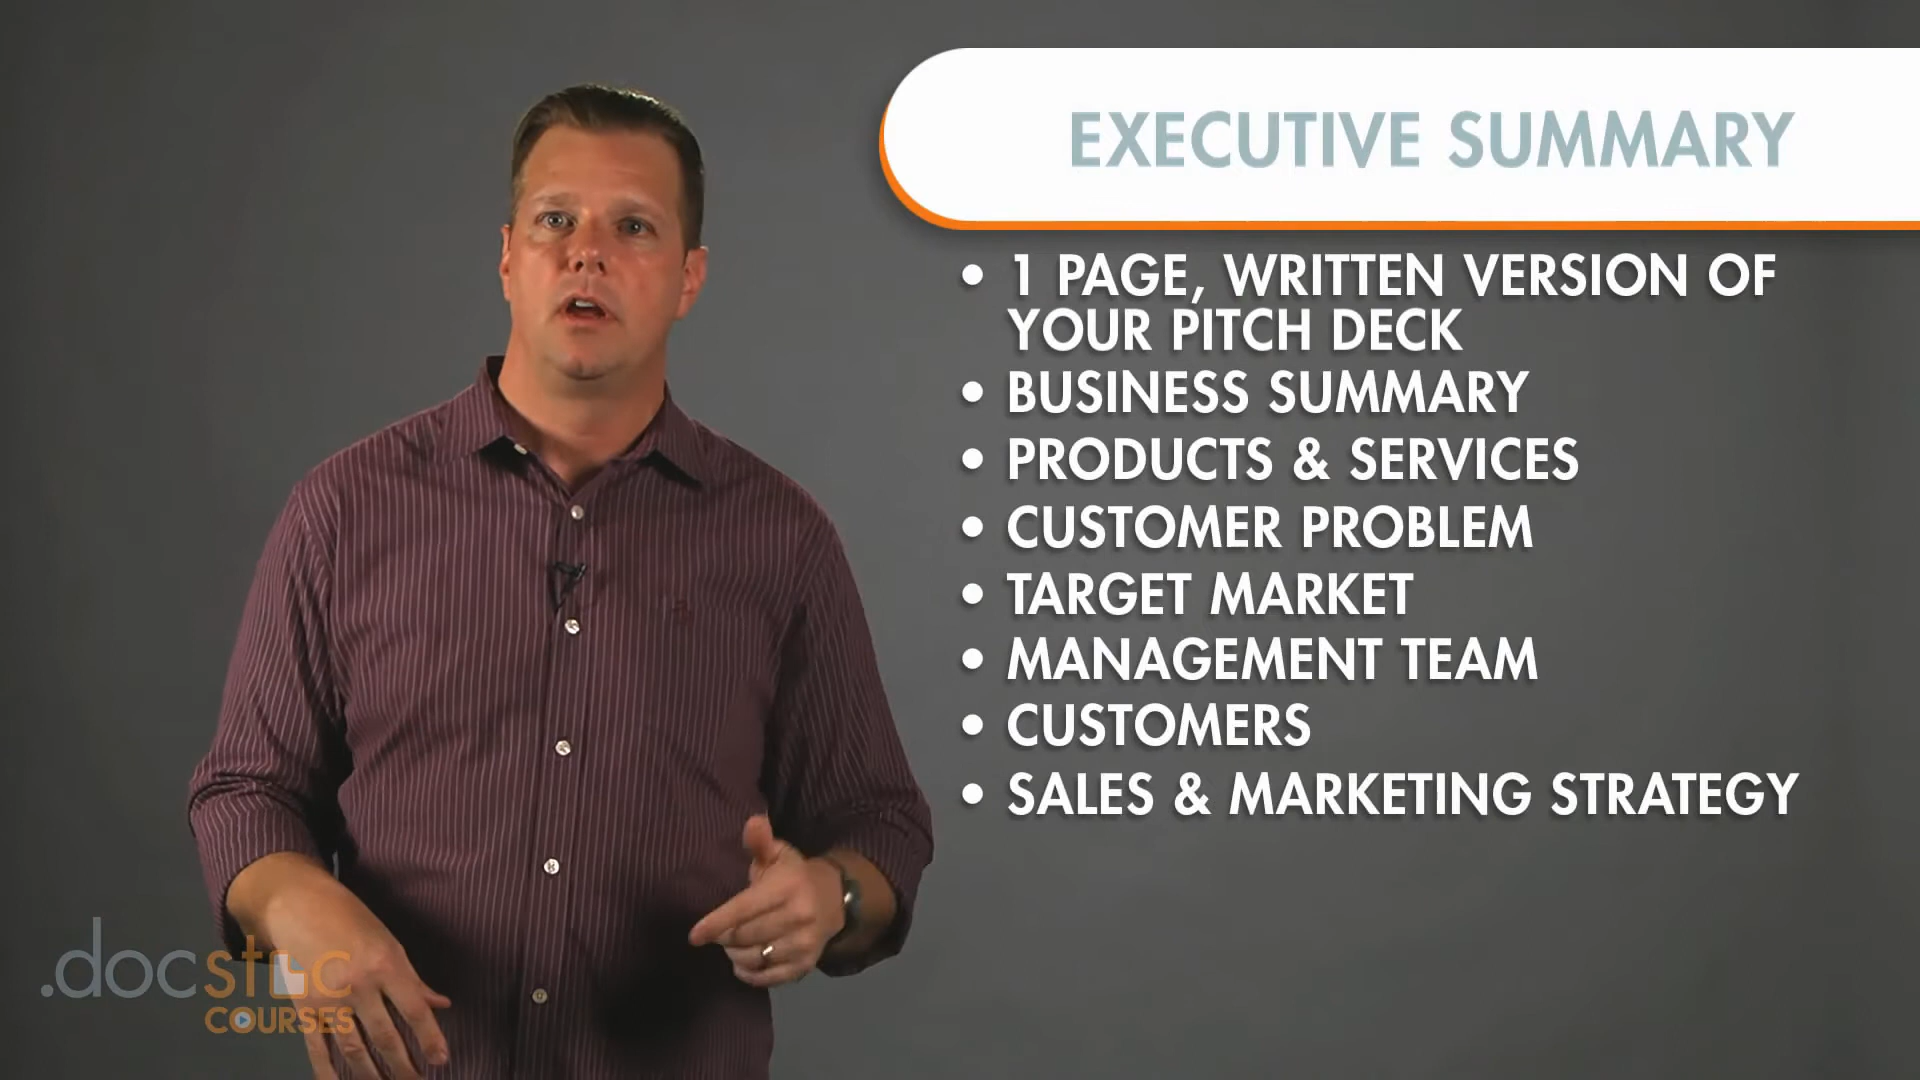 EXECUTIVE SUMMARY
• 1 PAGE, WRITTEN VERSION OF
YOUR PITCH DECK
• BUSINESS SUMMARY
• PRODUCTS & SERVICES
• CUSTOMER PROBLEM
• TARGET MARKET
• MANAGEMENT TEAM
• CUSTOMERS
• SALES & MARKETING STRATEGY
.docstoc
COURSES